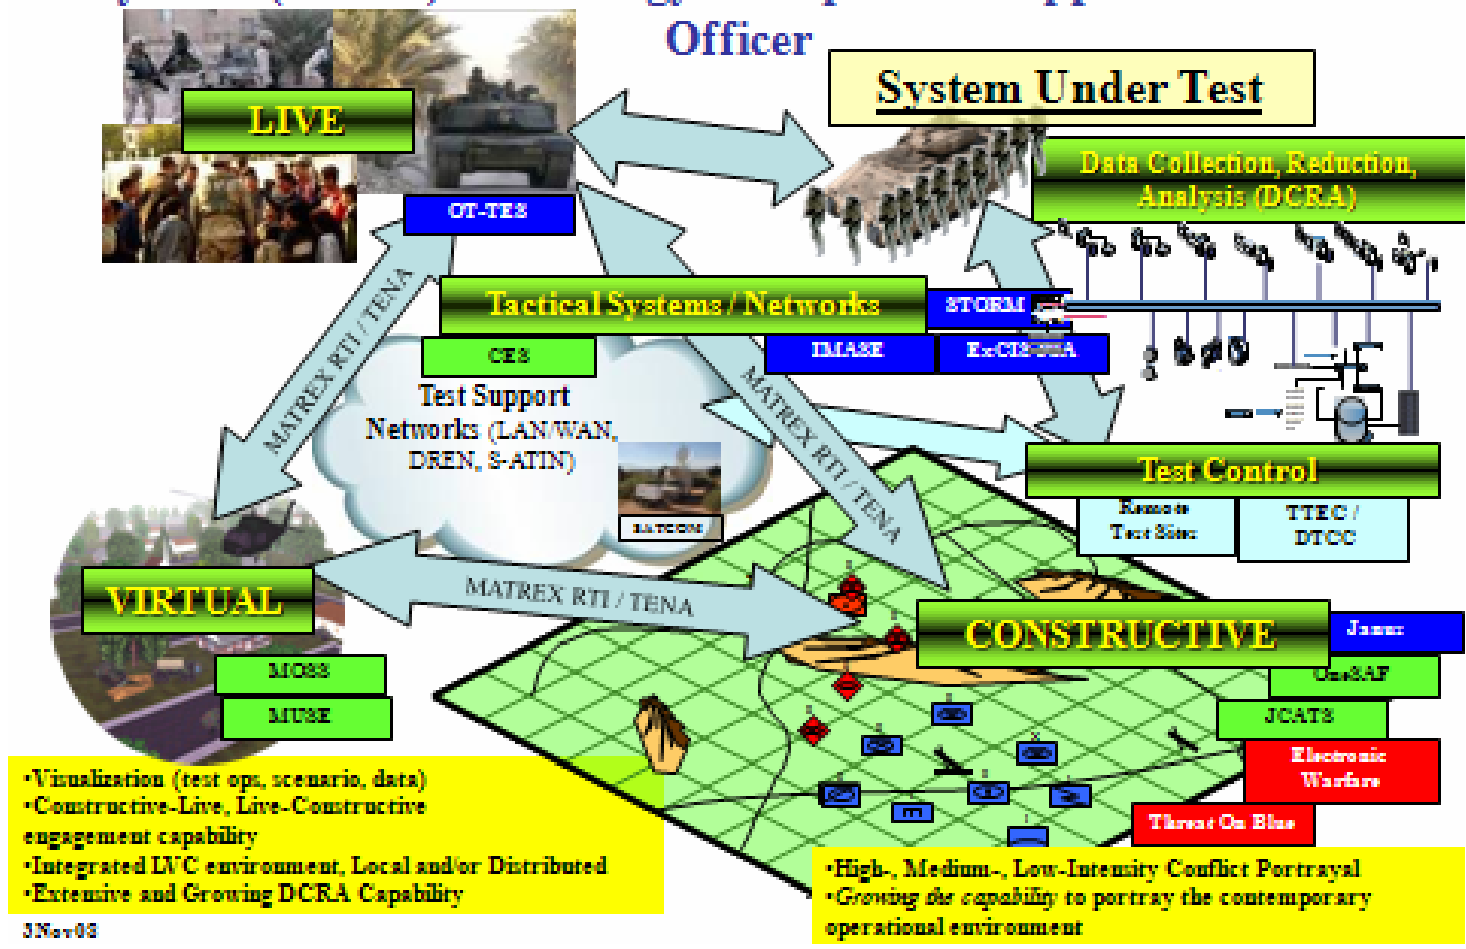 Officer
System Under Test
LIVE
Data Collection, Reduction,
Analysis (DCRA)
OT-TES
MATREX RTI / TENA
Tactical Systems / Networks
STORM
CES
IMASE
Test Support
Networks (LAN/WAN,
DREN, S-ATIN)
MATREX RTI / TENA
SATCOM
Test Control
Remote
Test Sites
TTEC /
DTCC
VIRTUAL
MATREX RTI / TENA
CONSTRUCTIVE
Janus
OneSAF
MUSE
JCATS
Electronic
Warfare
Threat On Blue
•Visualization (test ops, scenario, data)
•Constructive-Live, Live-Constructive
engagement capability
•Integrated LVC environment, Local and/or Distributed
•Extensive and Growing DCRA Capability
•High-, Medium-, Low-Intensity Conflict Portrayal
•Growing the capability to portray the contemporary
operational environment